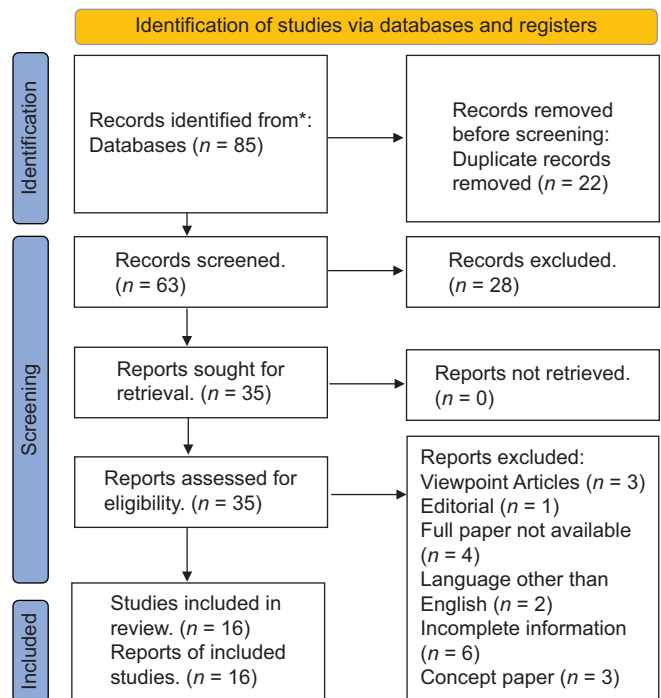 Identification of studies via databases and registers
Identification
Records identified from*:
Databases (n = 85)
Records removed
before screening:
Duplicate records
removed (n = 22)
Screening
Records screened.
(n = 63)
Records excluded.
(n = 28)
Reports sought for
retrieval. (n = 35)
Reports not retrieved.
(n = 0)
Reports assessed for
eligibility. (n = 35)
Reports excluded:
Viewpoint Articles (n = 3)
Editorial (n = 1)
Full paper not available
(n = 4)
Language other than
English (n = 2)
Incomplete information
(n = 6)
Concept paper (n = 3)
Included
Studies included in
review. (n = 16)
Reports of included
studies. (n = 16)